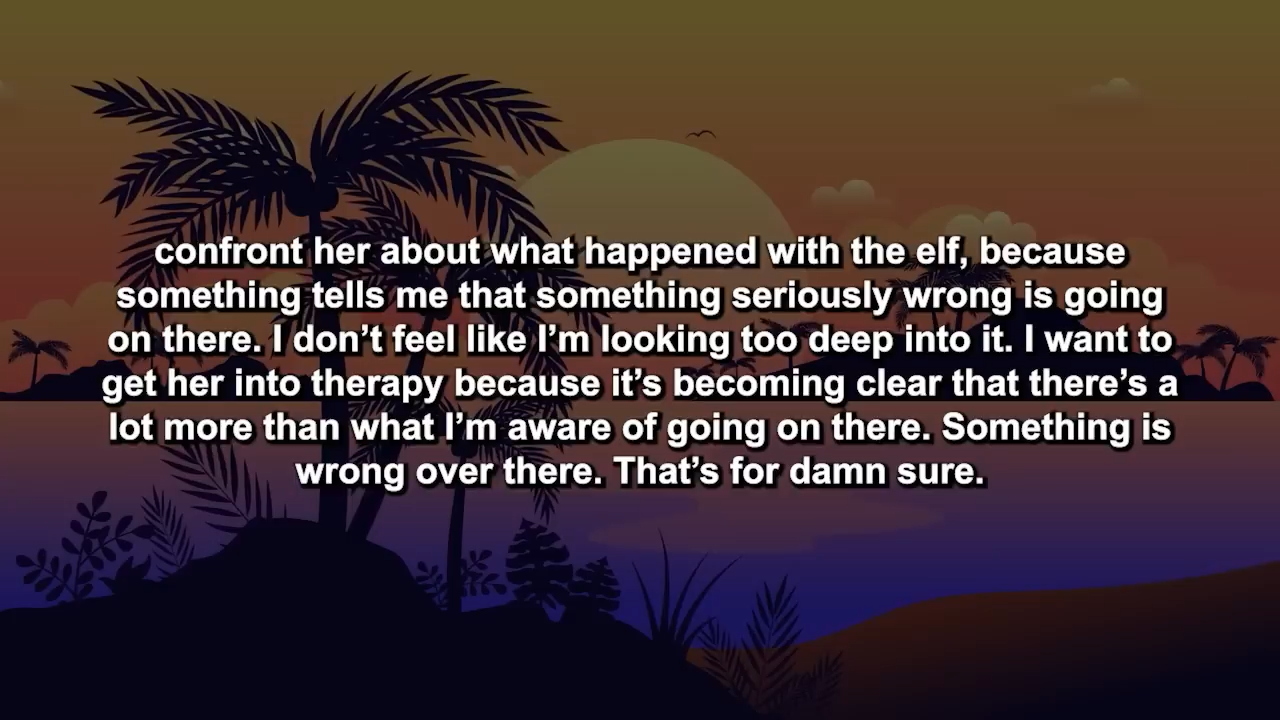 confront her about what happened with the elf, because
something tells me that something seriously wrong is going
on there. I don’t feel like I’m looking too deep into it. I want to
get her into therapy because it’s becoming clear that there’s a
lot more than what I’m aware of going on there. Something is
wrong over there. That’s for damn sure.